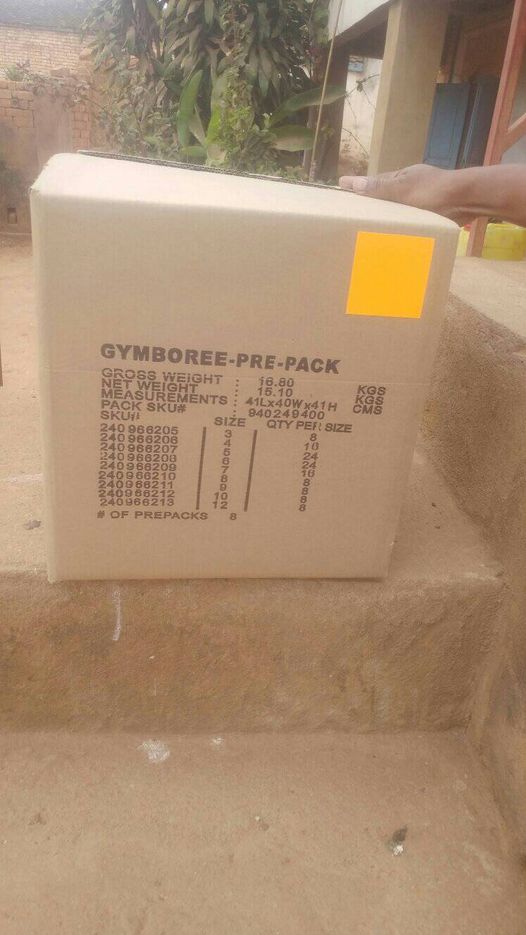 GYMBOREE-PRE-PACK
GROSS WEIGHT : 16.80 KGS
NET WEIGHT : 15.10 KGS
MEASUREMENTS : 41Lx40Wx41H CMS
PACK SKU# : 940249400
SKU# SIZE QTY PER SIZE
240966205 3 8
240966206 4 16
240966207 5 24
240966208 6 24
240966209 7 16
240966210 8 8
240966211 9 8
240966212 10 8
240966213 12 8
# OF PREPACKS 8